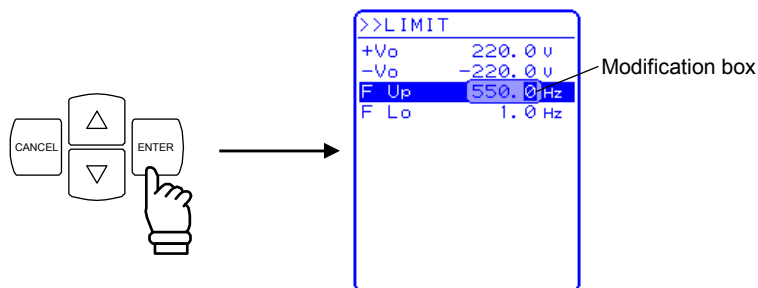 >>LIMIT
+Vo 220.0 V
-Vo -220.0 V
F Up 550.0 Hz
F Lo 1.0 Hz
Modification box
CANCEL
ENTER